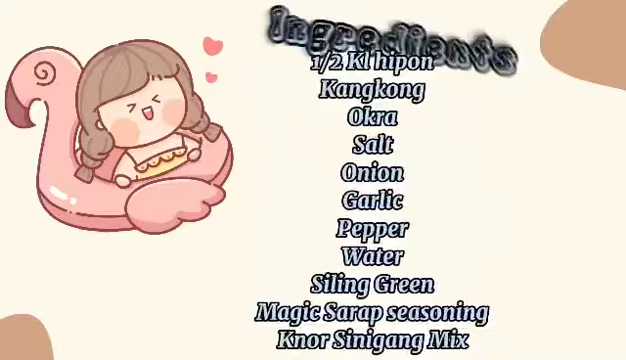 Ingredients
1/2 Kl hipon
Kangkong
Okra
Salt
Onion
Garlic
Pepper
Water
Siling Green
Magic Sarap seasoning
Knor Sinigang Mix